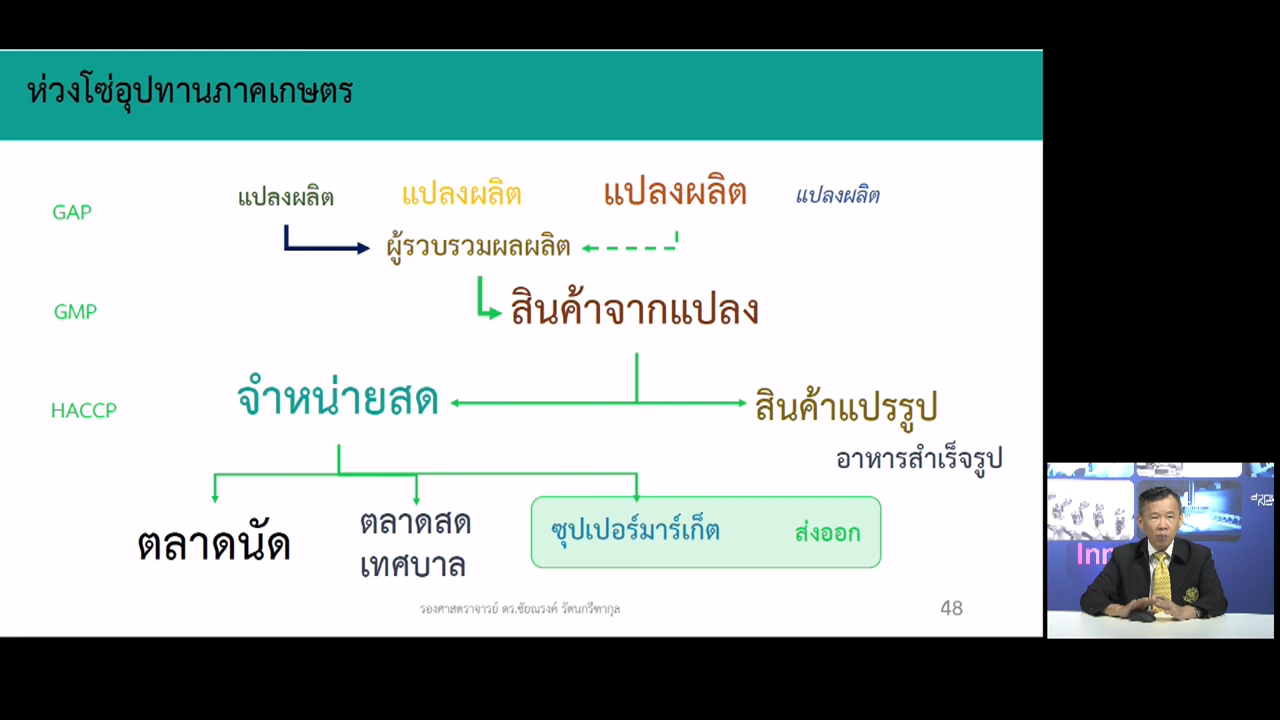 ห่วงโซ่อุปทานภาคเกษตร
แปลงผลิต แปลงผลิต แปลงผลิต แปลงผลิต
GAP
ผู้รวบรวมผลผลิต
GMP สินค้าจากแปลง
HACCP จำหน่ายสด สินค้าแปรรูป
อาหารสำเร็จรูป
ตลาดนัด ตลาดสด ซุปเปอร์มาร์เก็ต ส่งออก
เทศบาล
รองศาสตราจารย์ ดร.ชัยณรงค์ รัตนกรีฑากุล 48